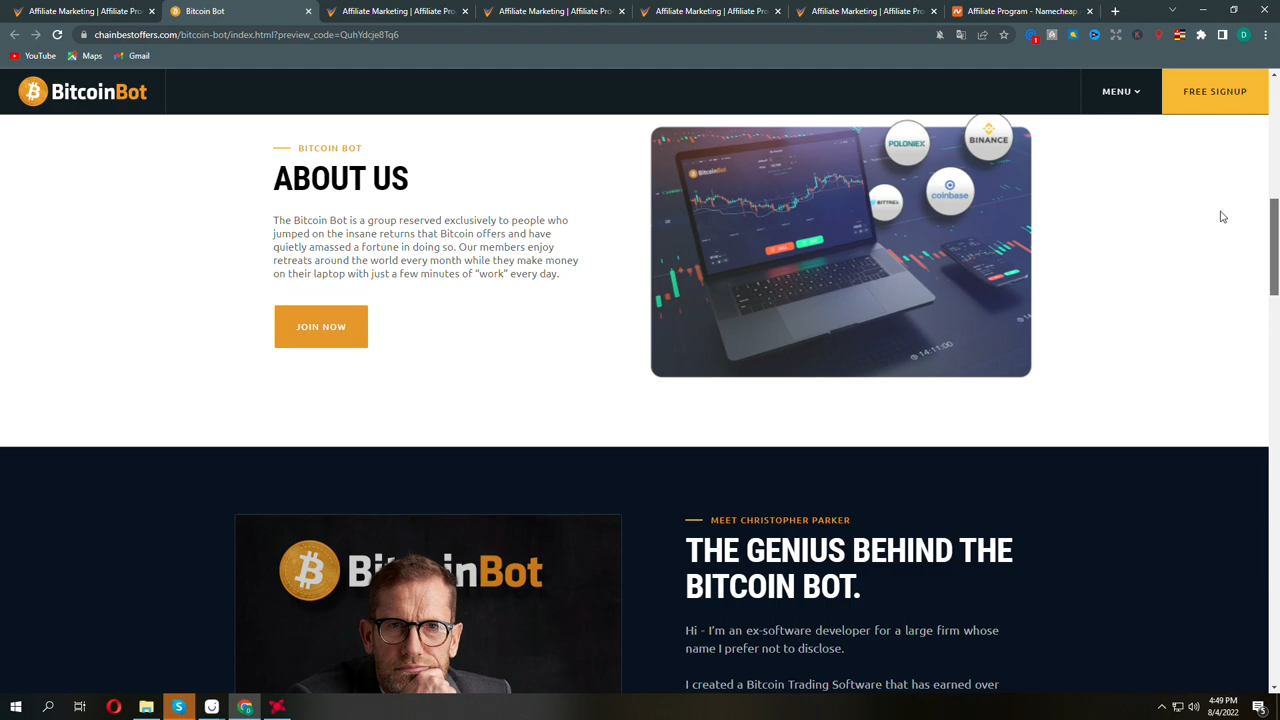 Affiliate Marketing | Affiliate Pro
Bitcoin Bot
Affiliate Marketing | Affiliate Pro
Affiliate Marketing | Affiliate Pro
Affiliate Marketing | Affiliate Pro
Affiliate Marketing | Affiliate Pro
Affiliate Program - Namecheap
chainbestoffers.com/bitcoin-bot/index.html?preview_code=QuhYdcje8Tq6
D
YouTube
Maps
Gmail
BitcoinBot
MENU
FREE SIGNUP
BITCOIN BOT
ABOUT US
The Bitcoin Bot is a group reserved exclusively to people who
jumped on the insane returns that Bitcoin offers and have
quietly amassed a fortune in doing so. Our members enjoy
retreats around the world every month while they make money
on their laptop with just a few minutes of “work” every day.
JOIN NOW
POLONIEX
BINANCE
BITTREX
coinbase
BitcoinBot
14:11:00
BitcoinBot
MEET CHRISTOPHER PARKER
THE GENIUS BEHIND THE
BITCOIN BOT.
Hi - I’m an ex-software developer for a large firm whose
name I prefer not to disclose.
I created a Bitcoin Trading Software that has earned over
4:49 PM
8/4/2022